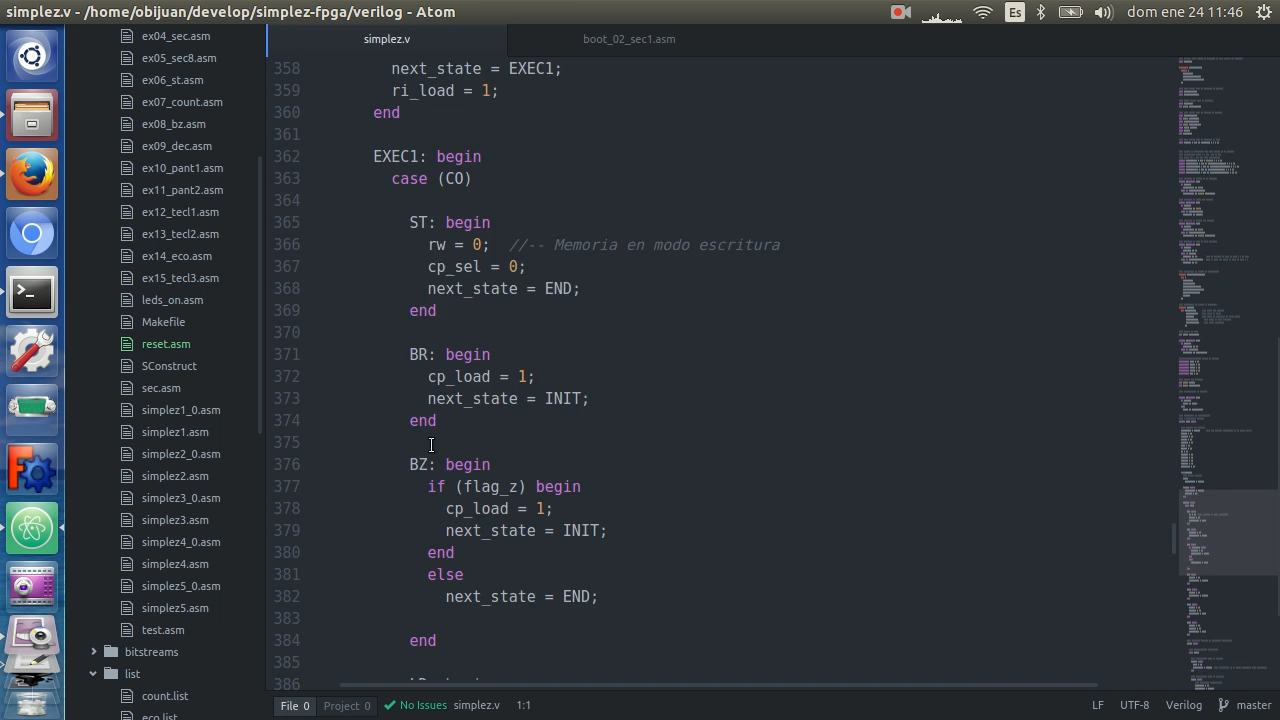 simplez.v - /home/obijuan/develop/simplez-fpga/verilog - Atom
Es
dom ene 24 11:46
ex04_sec.asm
ex05_sec8.asm
ex06_st.asm
ex07_count.asm
ex08_bz.asm
ex09_dec.asm
ex10_pant1.asm
ex11_pant2.asm
ex12_tecl1.asm
ex13_tecl2.asm
ex14_eco.asm
ex15_tecl3.asm
leds_on.asm
Makefile
reset.asm
SConstruct
sec.asm
simplez1_0.asm
simplez1.asm
simplez2_0.asm
simplez2.asm
simplez3_0.asm
simplez3.asm
simplez4_0.asm
simplez4.asm
simplez5_0.asm
simplez5.asm
test.asm
bitstreams
list
count.list
eco.list
simplez.v
boot_02_sec1.asm
358 next_state = EXEC1;
359 ri_load = 1;
360 end
361
362 EXEC1: begin
363 case (CO)
364
365 ST: begin
366 rw = 0; //-- Memoria en modo escritura
367 cp_sel = 0;
368 next_state = END;
369 end
370
371 BR: begin
372 cp_load = 1;
373 next_state = INIT;
374 end
375
376 BZ: begin
377 if (flag_z) begin
378 cp_load = 1;
379 next_state = INIT;
380 end
381 else
382 next_state = END;
383
384 end
385
386
File 0 Project 0 No Issues simplez.v 1:1 LF UTF-8 Verilog master